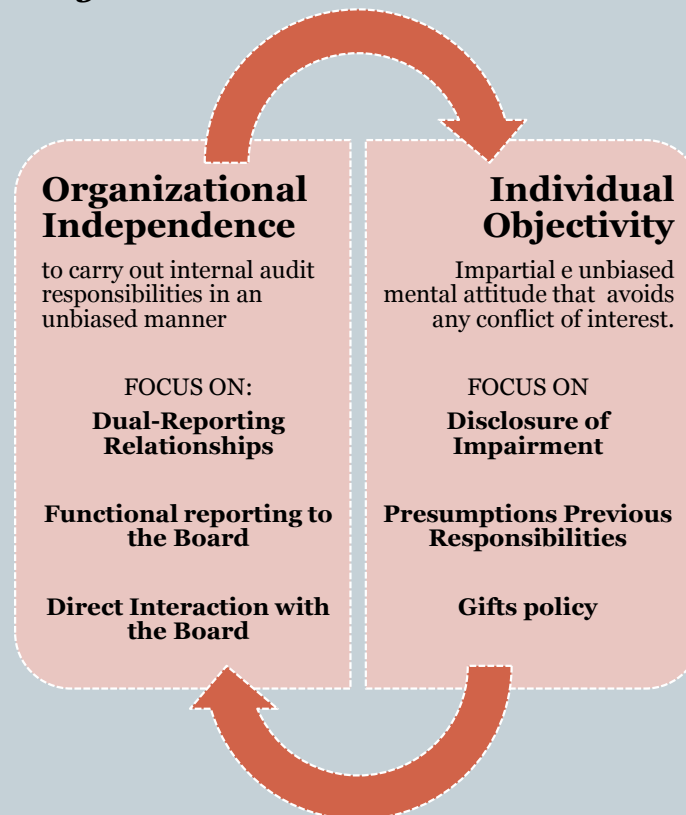 Organizational
Independence
to carry out internal audit
responsibilities in an
unbiased manner
FOCUS ON:
Dual-Reporting
Relationships
Functional reporting to
the Board
Direct Interaction with
the Board
Individual
Objectivity
Impartial e unbiased
mental attitude that avoids
any conflict of interest.
FOCUS ON
Disclosure of
Impairment
Presumptions Previous
Responsibilities
Gifts policy